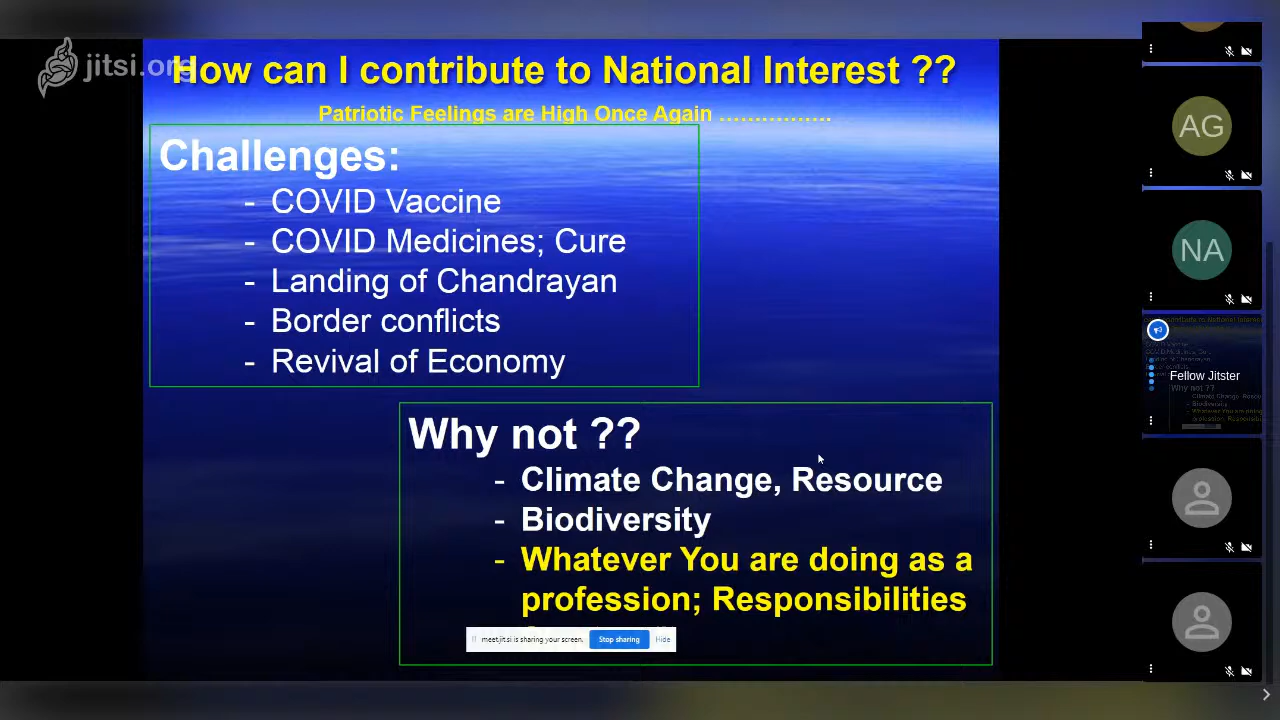 jitsi.org
How can I contribute to National Interest ??
Patriotic Feelings are High Once Again ................
Challenges:
- COVID Vaccine
- COVID Medicines; Cure
- Landing of Chandrayan
- Border conflicts
- Revival of Economy
Why not ??
- Climate Change, Resource
- Biodiversity
- Whatever You are doing as a
profession; Responsibilities
meet.jit.si is sharing your screen. Stop sharing Hide
AG
NA
Fellow Jitster
Why not ??